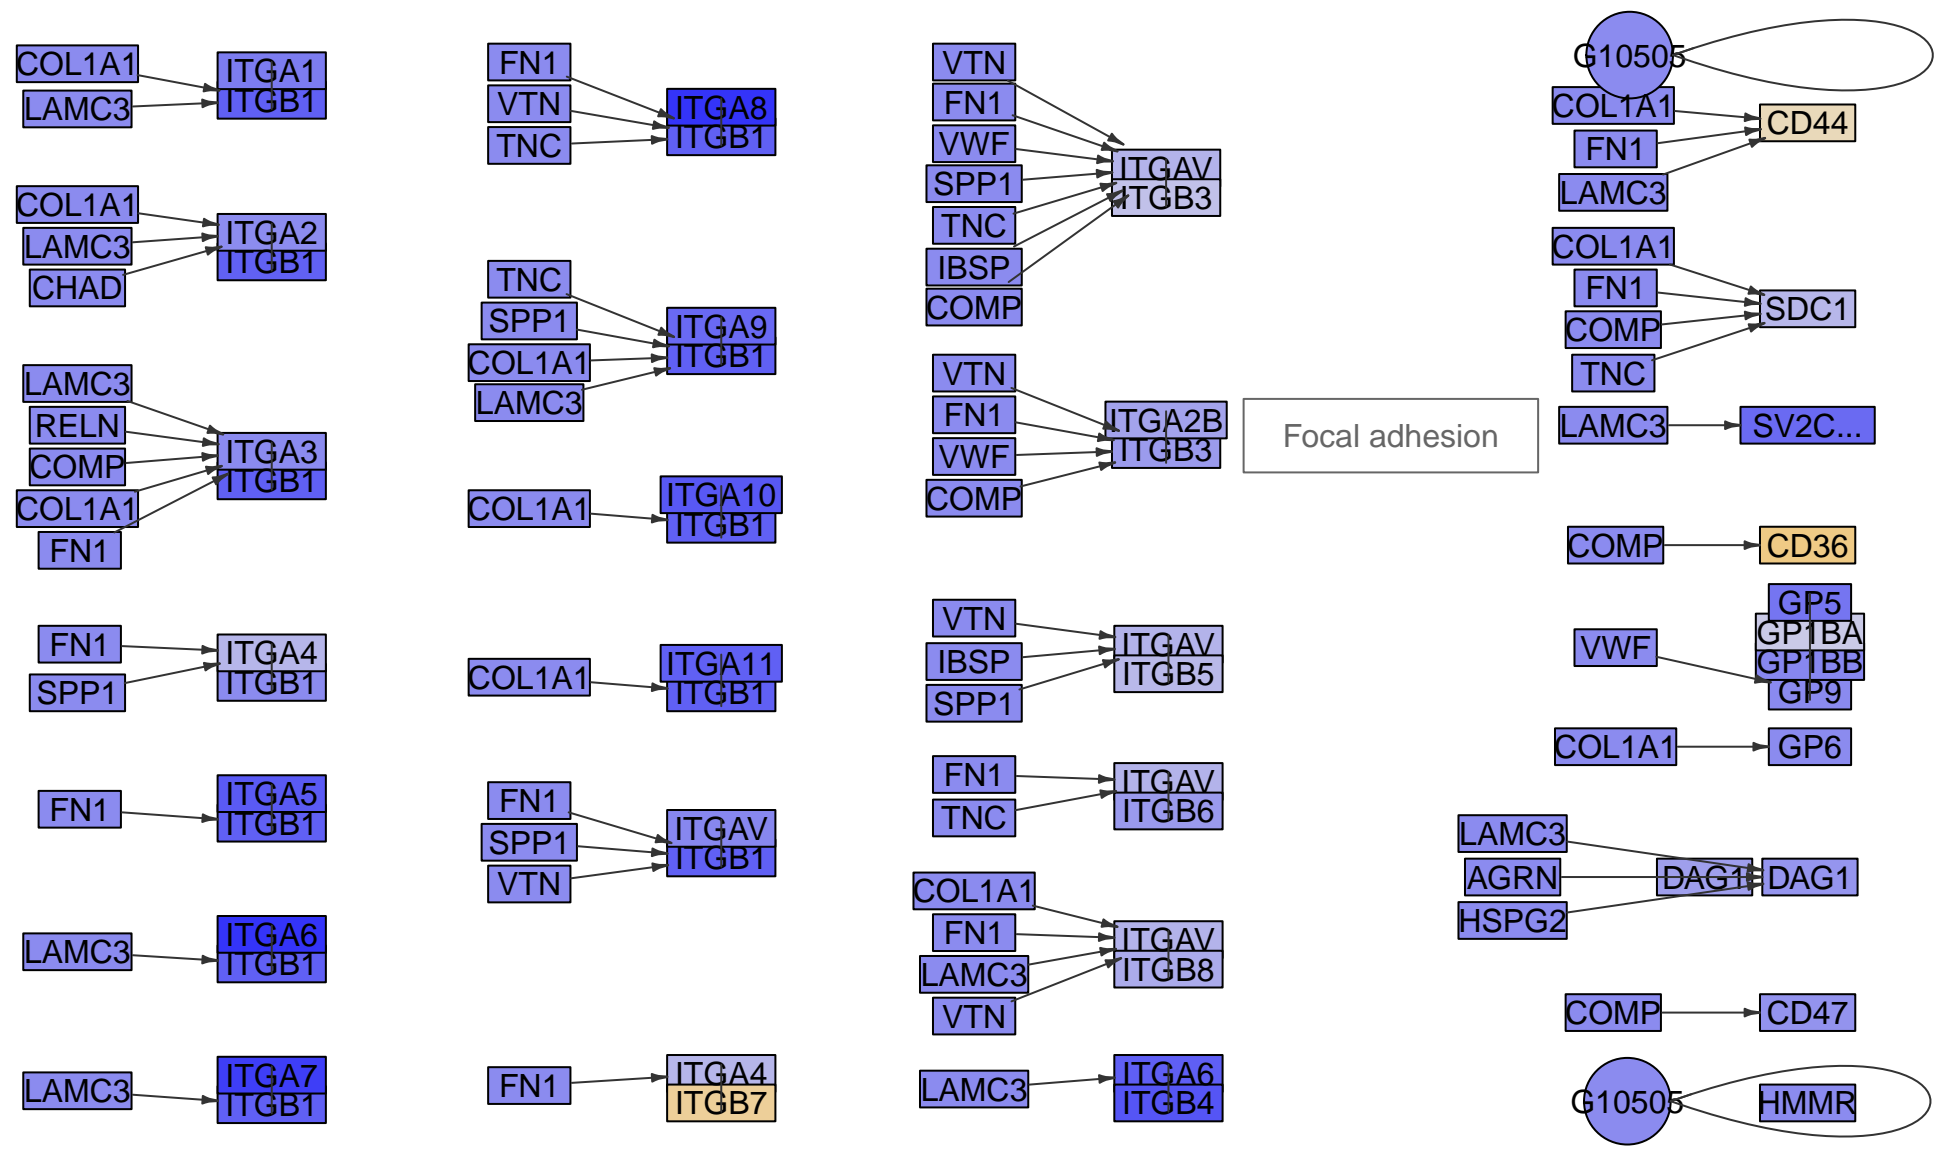 COL1A1
LAMC3
ITGA1
ITGB1
COL1A1
LAMC3
CHAD
ITGA2
ITGB1
LAMC3
RELN
COMP
COL1A1
FN1
ITGA3
ITGB1
FN1
SPP1
ITGA4
ITGB1
FN1
ITGA5
ITGB1
LAMC3
ITGA6
ITGB1
LAMC3
ITGA7
ITGB1
FN1
VTN
TNC
ITGA8
ITGB1
TNC
SPP1
COL1A1
LAMC3
ITGA9
ITGB1
COL1A1
ITGA10
ITGB1
COL1A1
ITGA11
ITGB1
FN1
SPP1
VTN
ITGAV
ITGB1
FN1
ITGA4
ITGB7
VTN
FN1
VWF
SPP1
TNC
IBSP
COMP
ITGAV
ITGB3
VTN
FN1
VWF
COMP
ITGA2B
ITGB3
Focal adhesion
VTN
IBSP
SPP1
ITGAV
ITGB5
FN1
TNC
ITGAV
ITGB6
COL1A1
FN1
LAMC3
VTN
ITGAV
ITGB8
LAMC3
ITGA6
ITGB4
G10505
COL1A1
FN1
LAMC3
CD44
COL1A1
FN1
COMP
TNC
SDC1
LAMC3
SV2C...
COMP
CD36
VWF
GP5
GP1BA
GP1BB
GP9
COL1A1
GP6
LAMC3
AGRN
HSPG2
DAG1
DAG1
COMP
CD47
G10505
HMMR